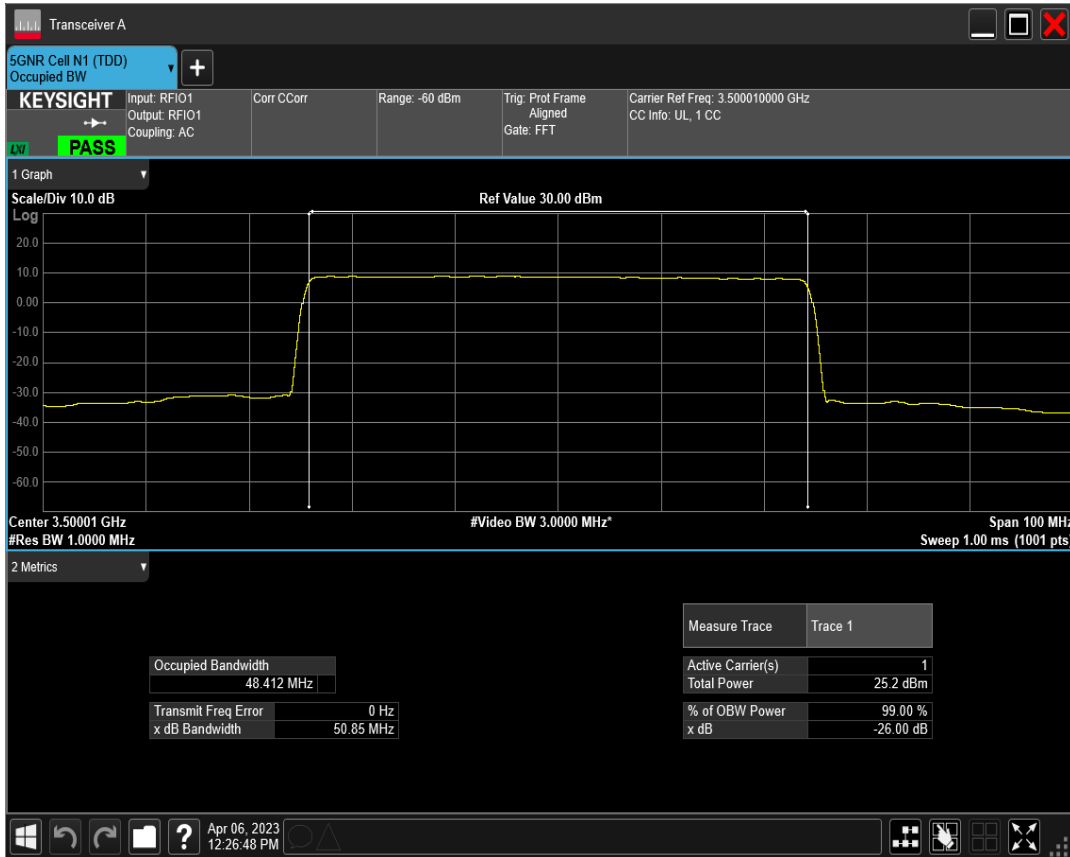 Transceiver A
5GNR Cell N1 (TDD)
Occupied BW
+
KEYSIGHT
LXI
PASS
Input: RFIO1
Output: RFIO1
Coupling: AC
Corr CCorr
Range: -60 dBm
Trig: Prot Frame
Aligned
Gate: FFT
Carrier Ref Freq: 3.500010000 GHz
CC Info: UL, 1 CC
1 Graph
Scale/Div 10.0 dB
Ref Value 30.00 dBm
Log
20.0
10.0
0.00
-10.0
-20.0
-30.0
-40.0
-50.0
-60.0
Center 3.50001 GHz
#Video BW 3.0000 MHz*
Span 100 MHz
#Res BW 1.0000 MHz
Sweep 1.00 ms (1001 pts)
2 Metrics
Measure Trace Trace 1
Occupied Bandwidth
48.412 MHz
Active Carrier(s) 1
Total Power 25.2 dBm
Transmit Freq Error 0 Hz
x dB Bandwidth 50.85 MHz
% of OBW Power 99.00 %
x dB -26.00 dB
?
Apr 06, 2023
12:26:48 PM